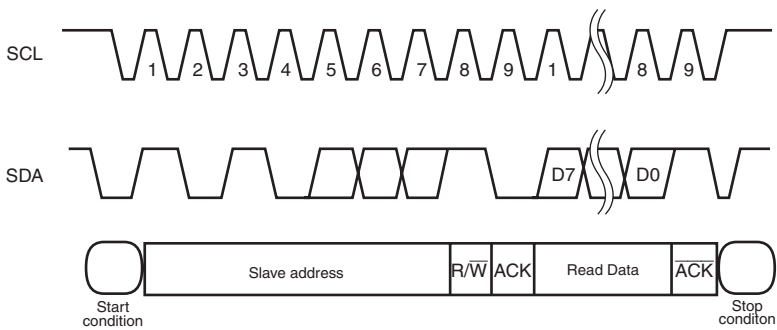 SCL
1 2 3 4 5 6 7 8 9 1 8 9
SDA
D7 D0
Slave address R/W̅ ACK Read Data A̅C̅K̅
Start
condition
Stop
conditon